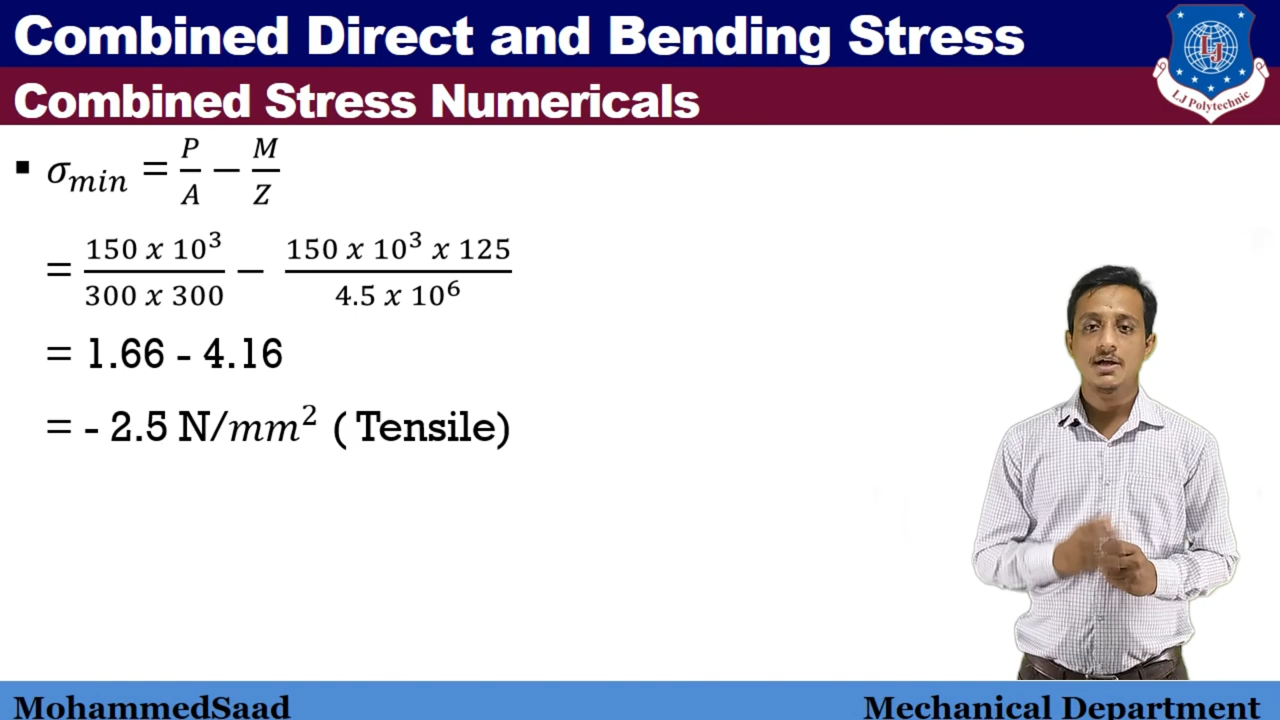 Combined Direct and Bending Stress
Combined Stress Numericals
LJ
L.J Polytechnic
▪ σ_min = P/A − M/Z
= (150 x 10³)/(300 x 300) − (150 x 10³ x 125)/(4.5 x 10⁶)
= 1.66 - 4.16
= - 2.5 N/mm² ( Tensile)
MohammedSaad
Mechanical Department